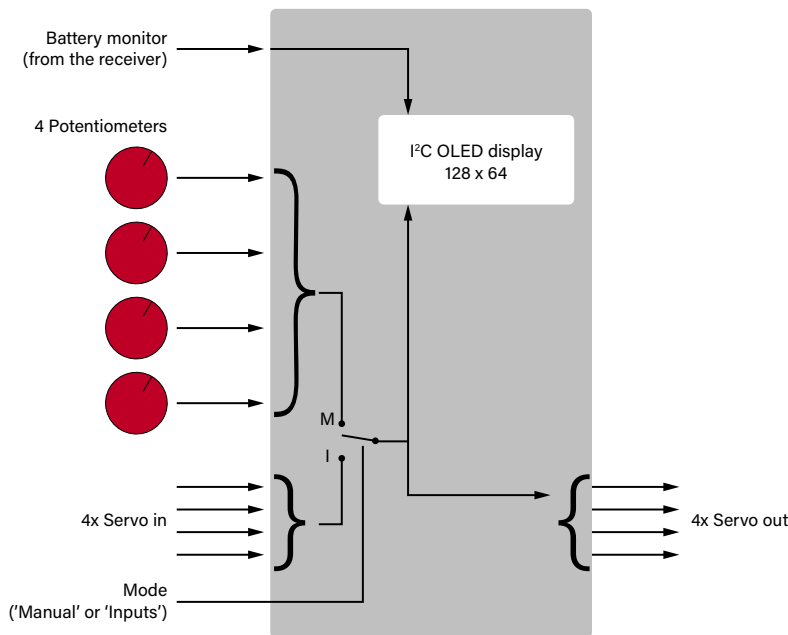 Battery monitor
(from the receiver)
4 Potentiometers
I²C OLED display
128 x 64
M
I
4x Servo in
4x Servo out
Mode
('Manual' or ‘Inputs’)